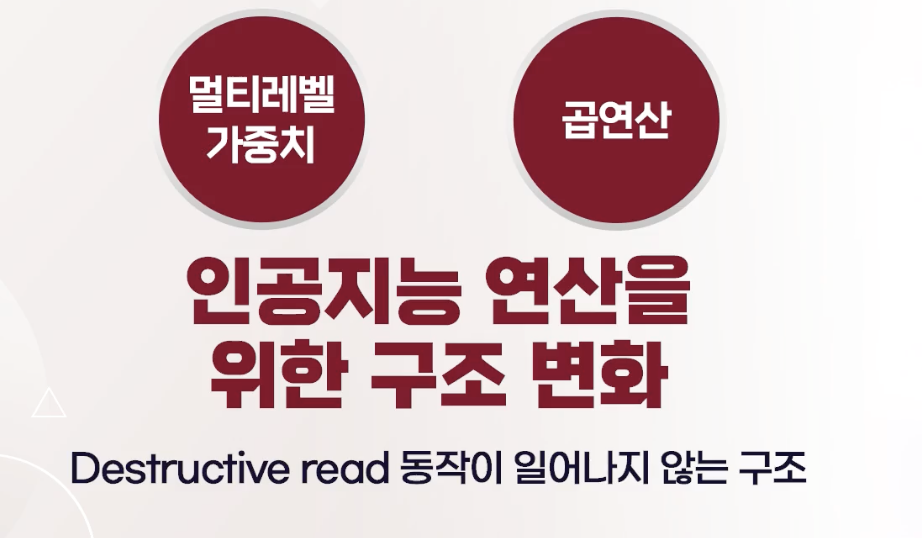 멀티레벨
가중치
곱연산
인공지능 연산을
위한 구조 변화
Destructive read 동작이 일어나지 않는 구조